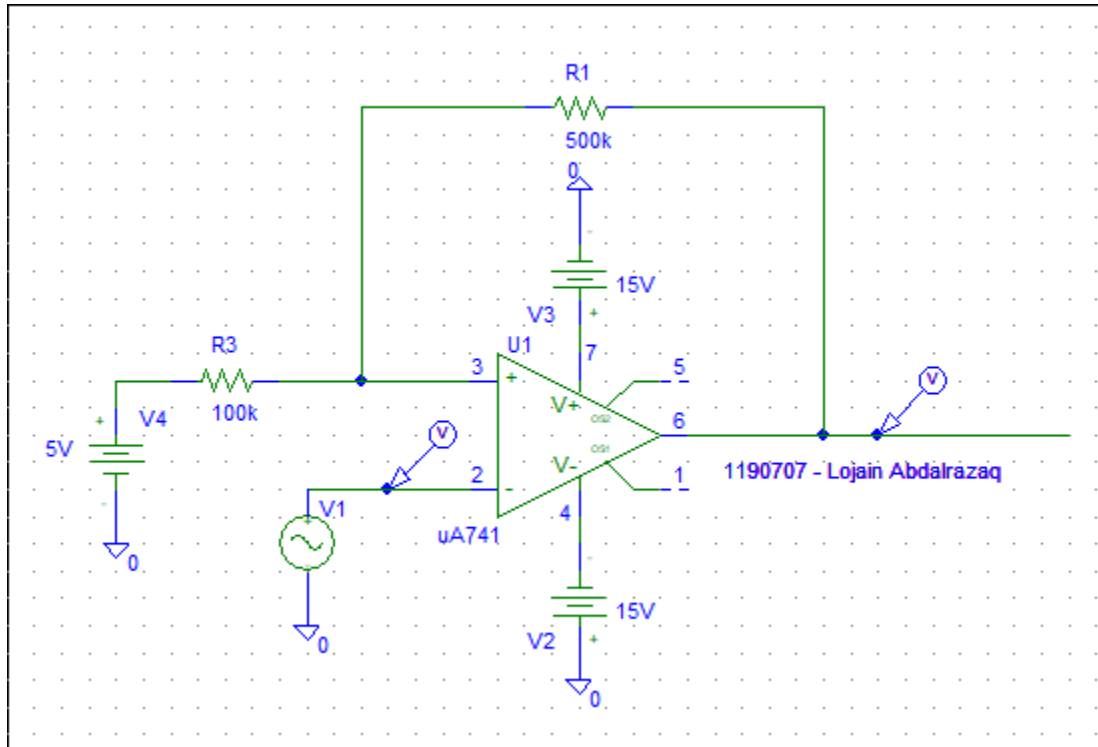 R1
500k
0
15V
V3
R3
U1
3
7
5
+
V+
OS2
100k
V4
V
6
5V
V
OS1
V-
1190707 - Lojain Abdalrazaq
2
-
1
V1
4
uA741
0
15V
V2
0
0